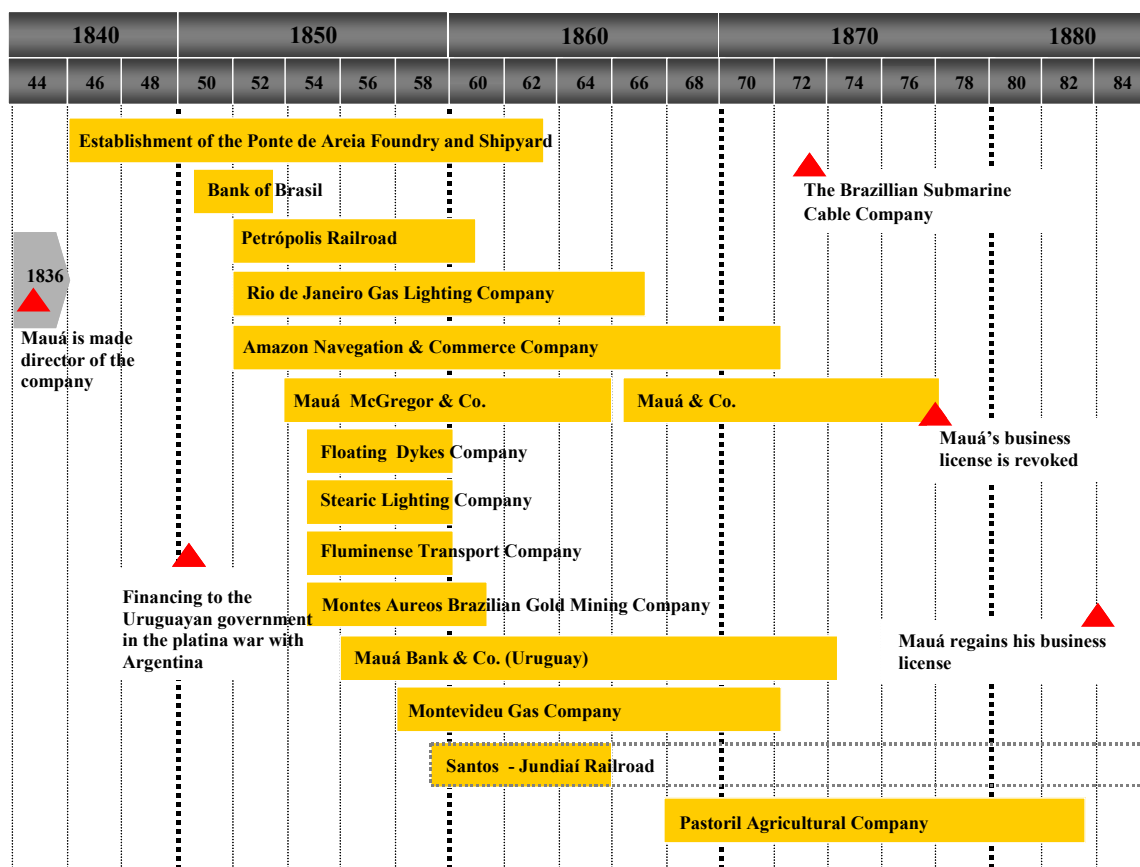 1840 1850 1860 1870 1880
44 46 48 50 52 54 56 58 60 62 64 66 68 70 72 74 76 78 80 82 84
Establishment of the Ponte de Areia Foundry and Shipyard
Bank of Brasil
The Brazillian Submarine
Cable Company
Petrópolis Railroad
1836
Rio de Janeiro Gas Lighting Company
Mauá is made
director of the
company
Amazon Navegation & Commerce Company
Mauá McGregor & Co.
Mauá & Co.
Mauá’s business
license is revoked
Floating Dykes Company
Stearic Lighting Company
Fluminense Transport Company
Financing to the
Uruguayan government
in the platina war with
Argentina
Montes Aureos Brazilian Gold Mining Company
Mauá regains his business
license
Mauá Bank & Co. (Uruguay)
Montevideu Gas Company
Santos - Jundiaí Railroad
Pastoril Agricultural Company